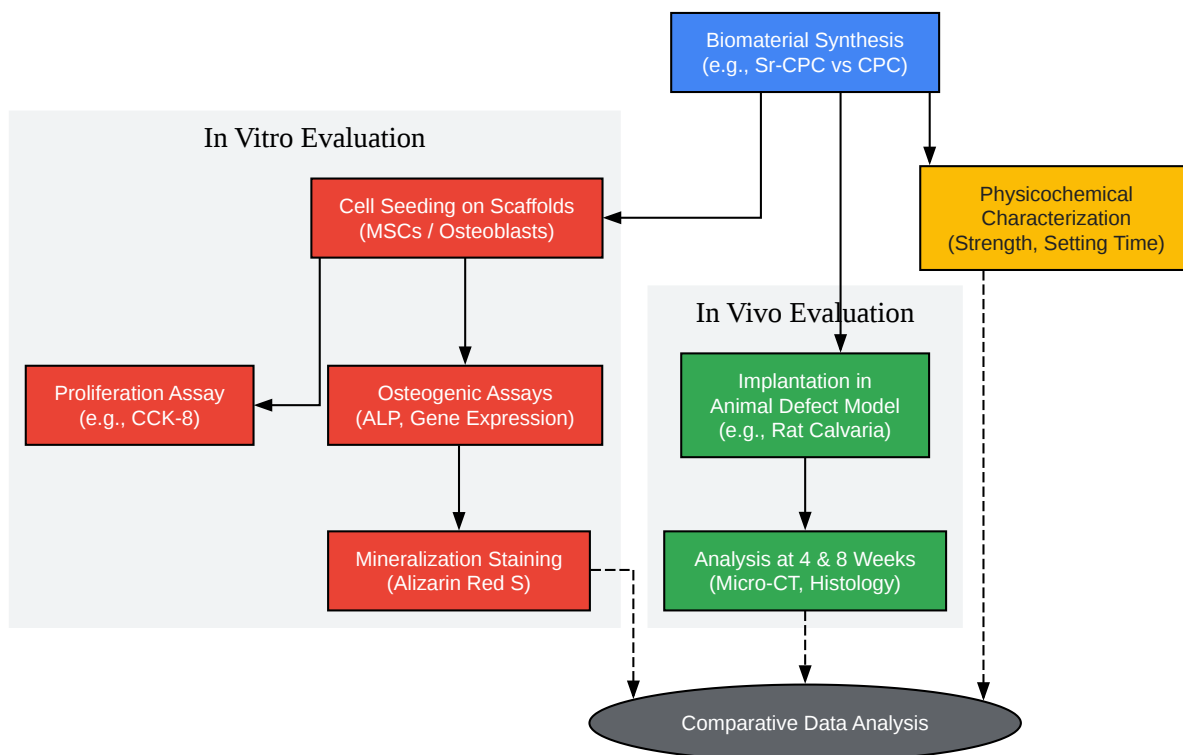 Biomaterial Synthesis
(e.g., Sr-CPC vs CPC)
In Vitro Evaluation
Cell Seeding on Scaffolds
(MSCs / Osteoblasts)
Physicochemical
Characterization
(Strength, Setting Time)
In Vivo Evaluation
Proliferation Assay
(e.g., CCK-8)
Osteogenic Assays
(ALP, Gene Expression)
Implantation in
Animal Defect Model
(e.g., Rat Calvaria)
Mineralization Staining
(Alizarin Red S)
Analysis at 4 & 8 Weeks
(Micro-CT, Histology)
Comparative Data Analysis